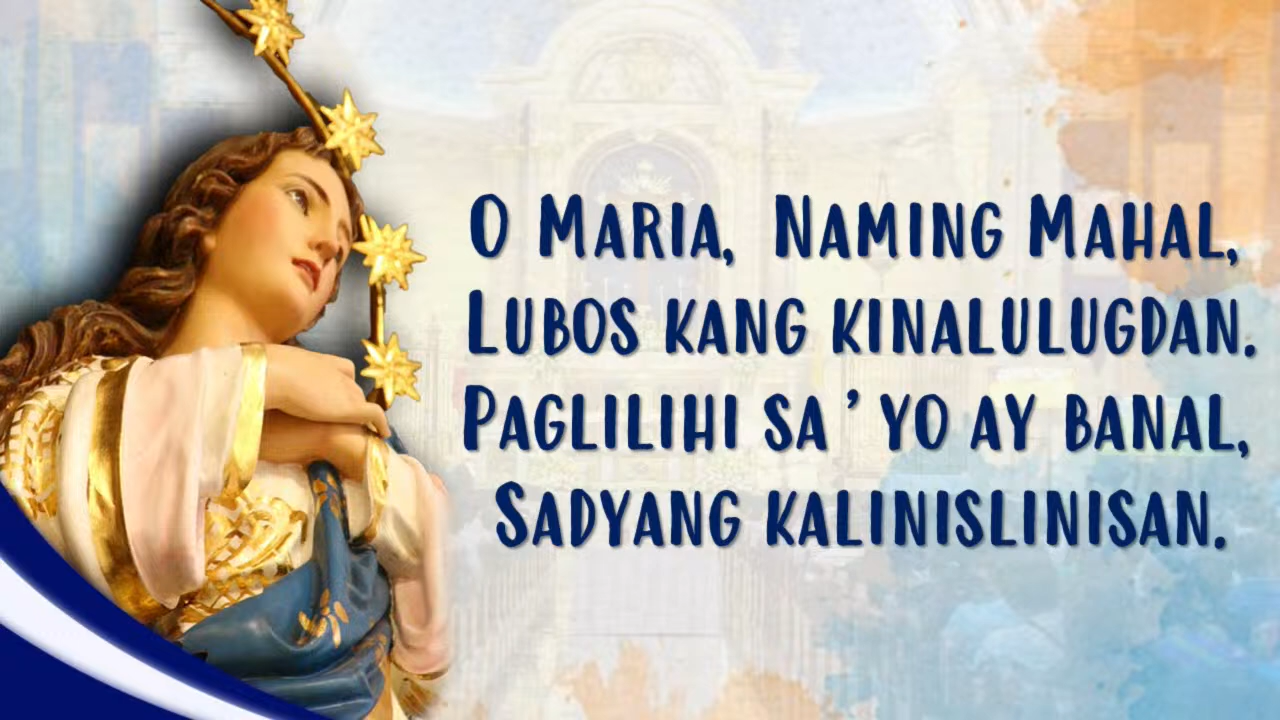 O Maria, Naming Mahal,
Lubos kang kinalulugdan.
Paglilihi sa'yo ay banal,
Sadyang kalinislinisan.